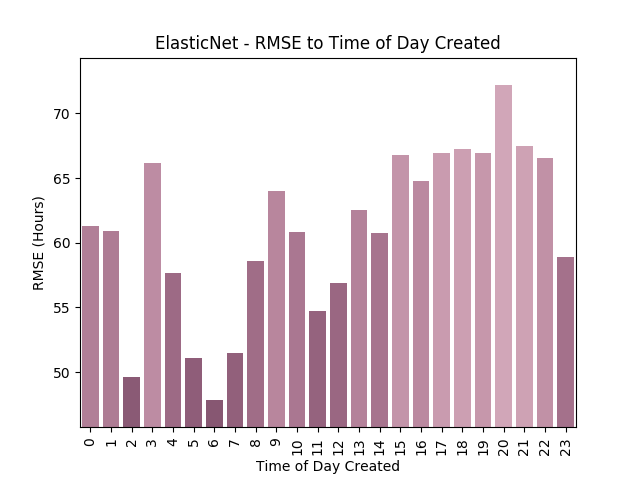 ElasticNet - RMSE to Time of Day Created
RMSE (Hours)
70
65
60
55
50
0 1 2 3 4 5 6 7 8 9 10 11 12 13 14 15 16 17 18 19 20 21 22 23
Time of Day Created